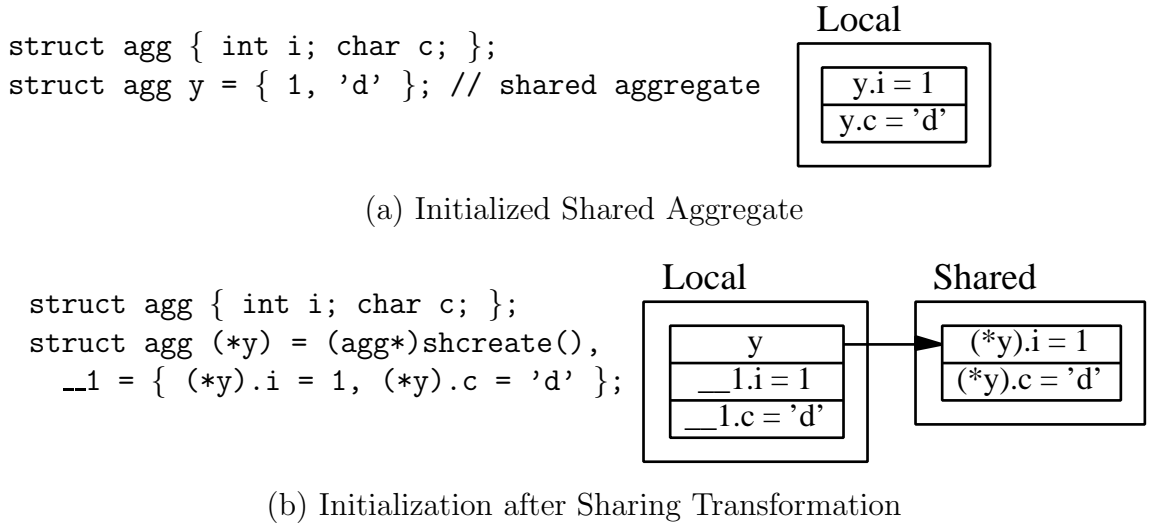 struct agg { int i; char c; };
struct agg y = { 1, ’d’ }; // shared aggregate
Local
y.i = 1
y.c = 'd'
(a) Initialized Shared Aggregate
struct agg { int i; char c; };
struct agg (*y) = (agg*)shcreate(),
__1 = { (*y).i = 1, (*y).c = ’d’ };
Local
y
__1.i = 1
__1.c = 'd'
Shared
(*y).i = 1
(*y).c = 'd'
(b) Initialization after Sharing Transformation